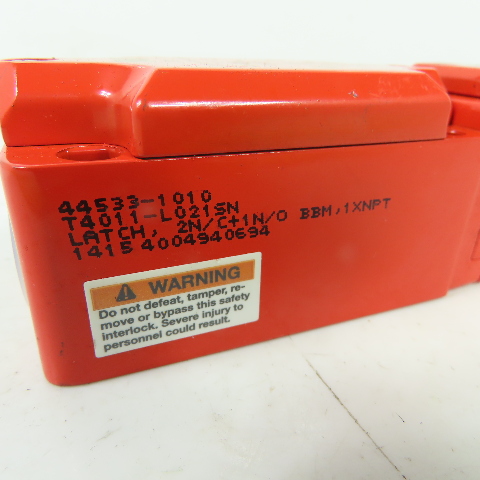 44533-1010
T4011-L021SN
LATCH, 2N/C+1N/O BBM,1XNPT
1415 4004940694
WARNING
Do not defeat, tamper, re-
move or bypass this safety
interlock. Severe injury to
personnel could result.